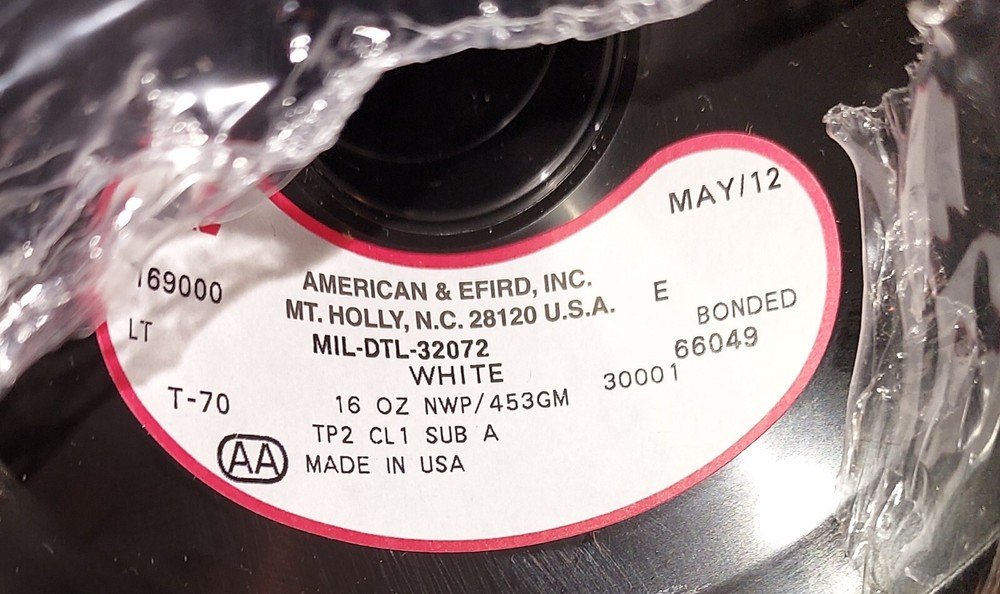 MAY/12
169000
AMERICAN & EFIRD, INC.
E
MT. HOLLY, N.C. 28120 U.S.A.
BONDED
LT
MIL-DTL-32072
66049
WHITE
30001
T-70
16 OZ NWP/453GM
TP2 CL1 SUB A
AA
MADE IN USA